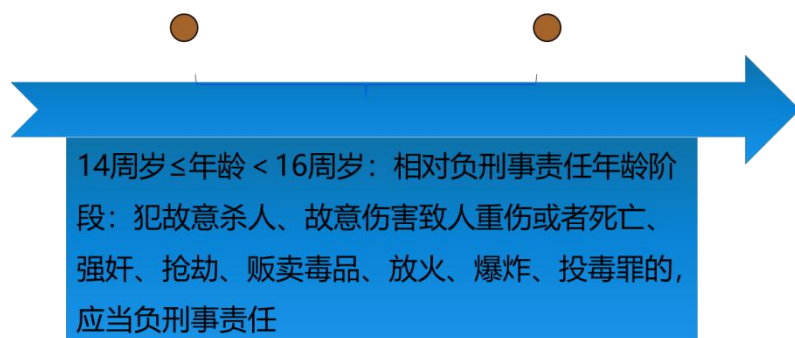 14周岁≤年龄＜16周岁：相对负刑事责任年龄阶
段：犯故意杀人、故意伤害致人重伤或者死亡、
强奸、抢劫、贩卖毒品、放火、爆炸、投毒罪的，
应当负刑事责任